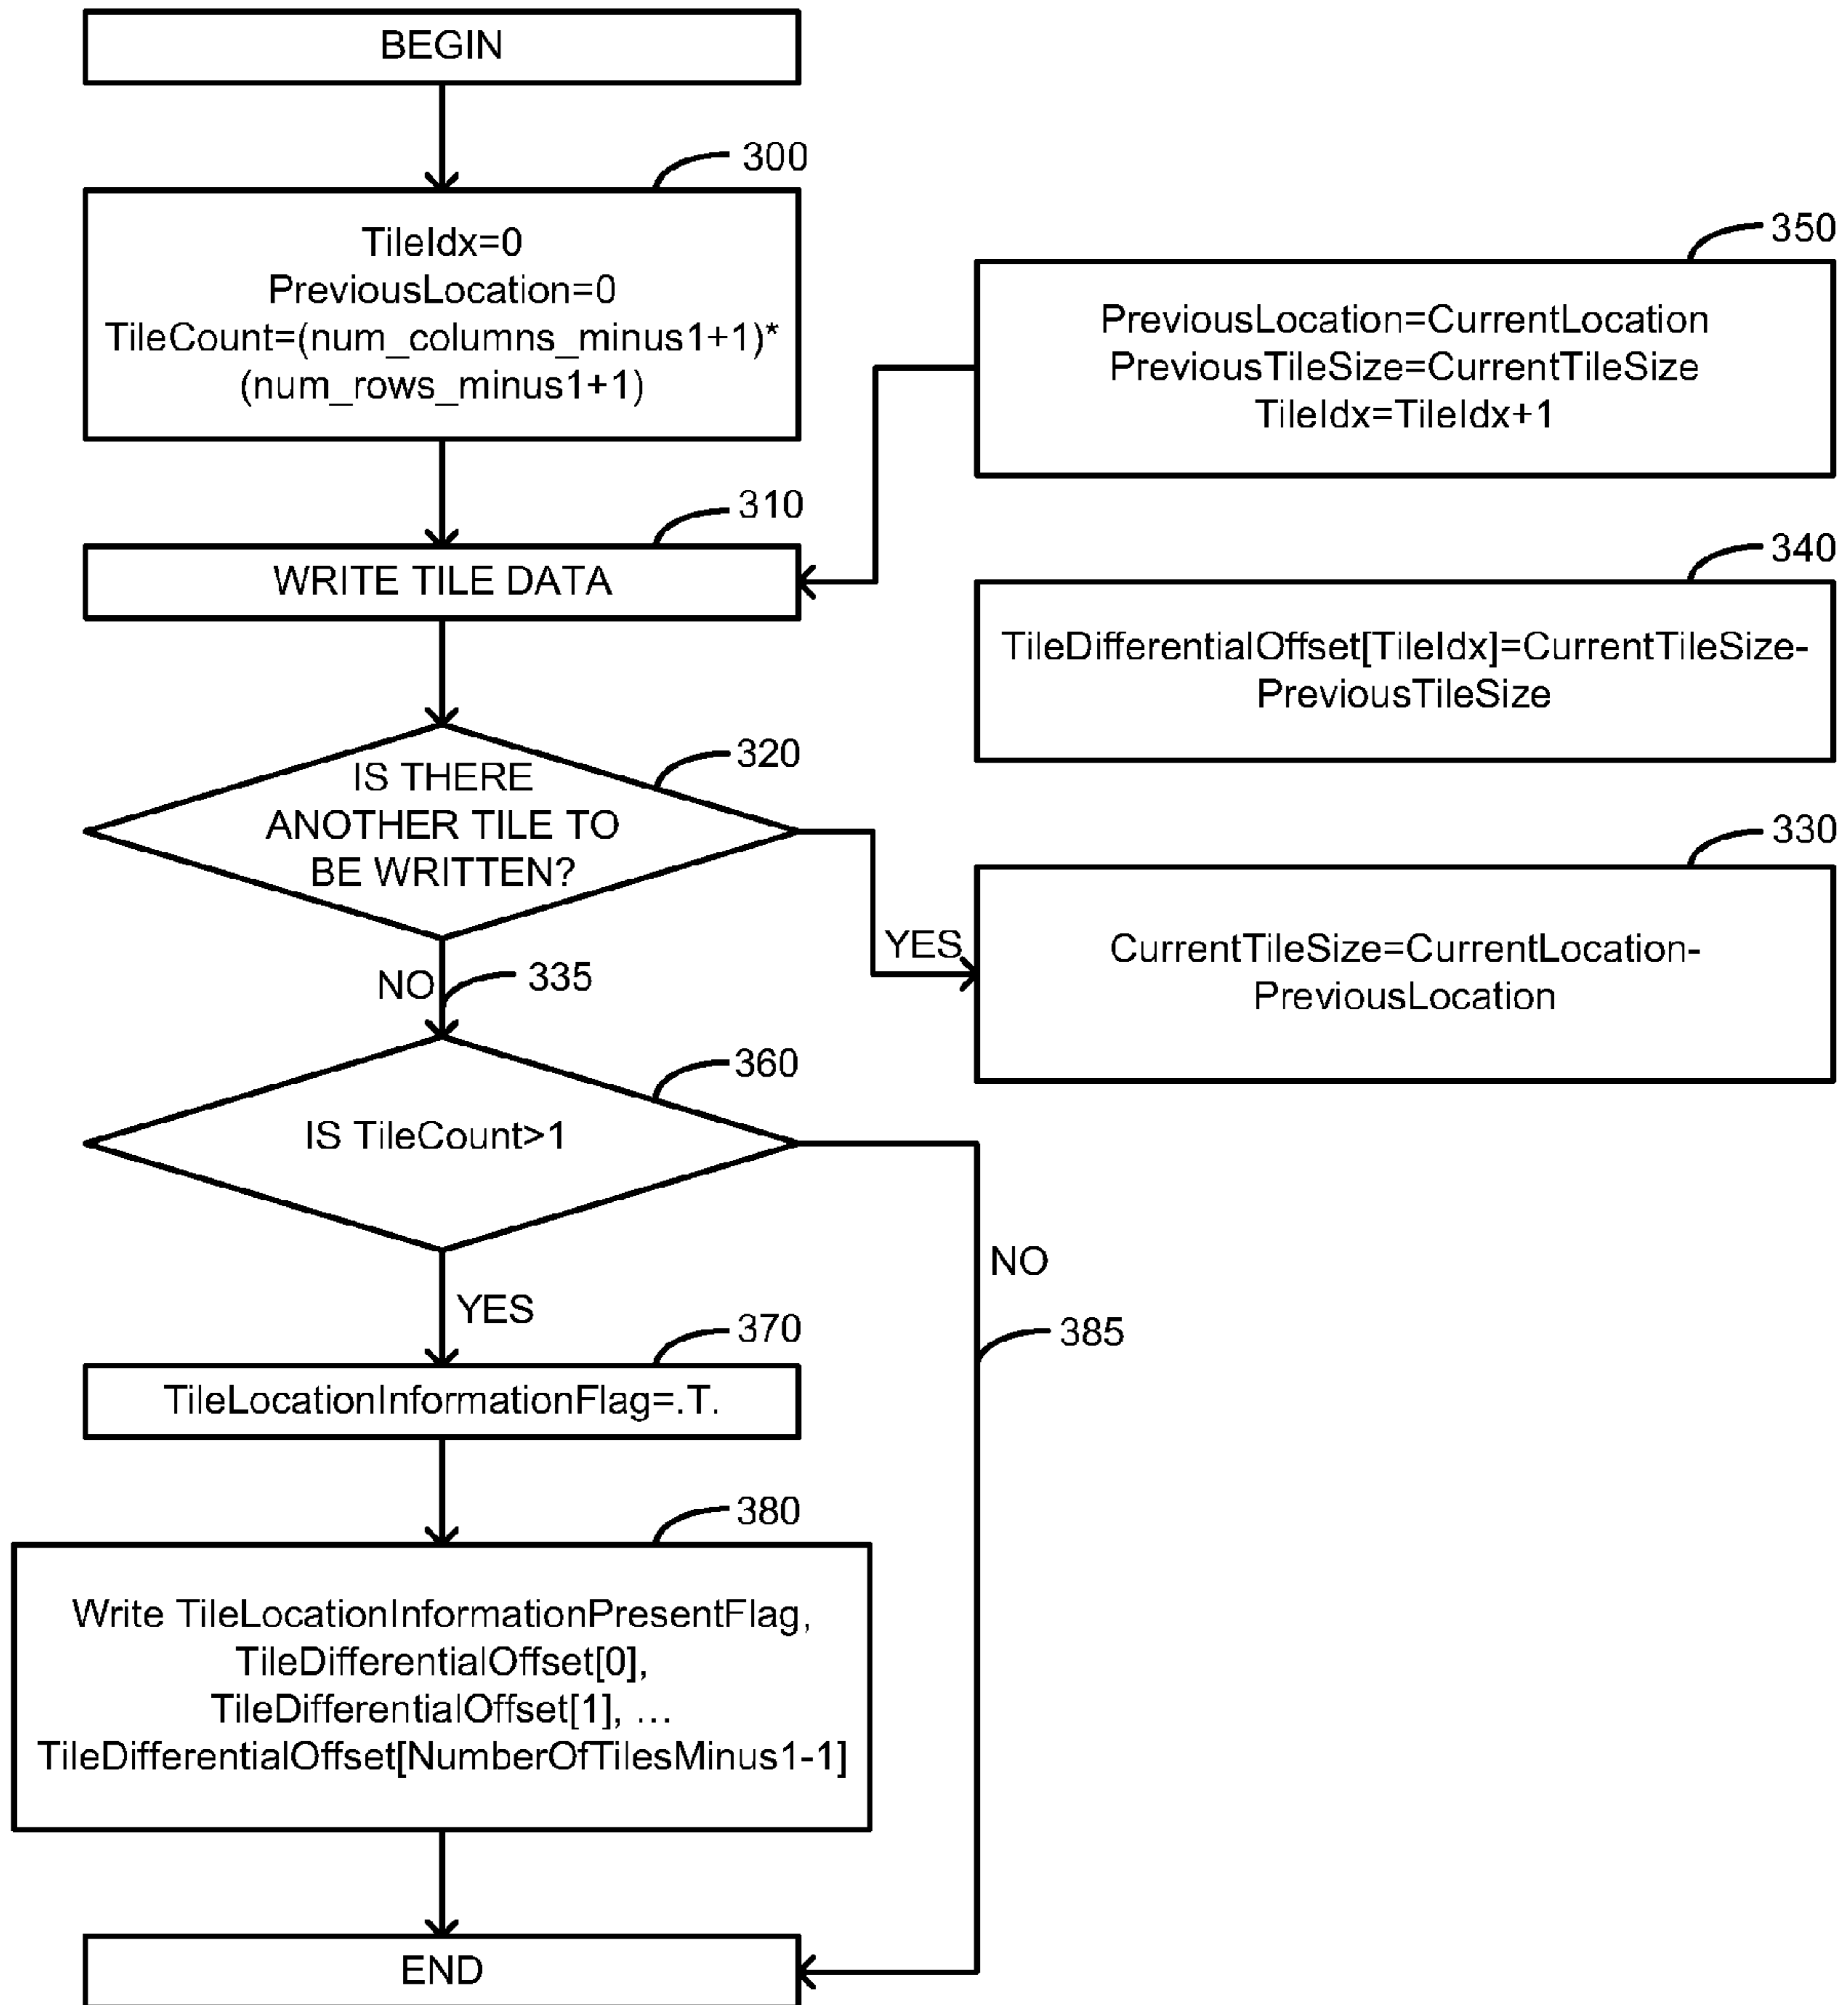 BEGIN
300
TileIdx=0
PreviousLocation=0
TileCount=(num_columns_minus1+1)*
(num_rows_minus1+1)
350
PreviousLocation=CurrentLocation
PreviousTileSize=CurrentTileSize
TileIdx=TileIdx+1
310
WRITE TILE DATA
340
TileDifferentialOffset[TileIdx]=CurrentTileSize-
PreviousTileSize
320
IS THERE
ANOTHER TILE TO
BE WRITTEN?
330
YES
CurrentTileSize=CurrentLocation-
PreviousLocation
NO
335
360
IS TileCount>1
NO
YES
370
385
TileLocationInformationFlag=.T.
380
Write TileLocationInformationPresentFlag,
TileDifferentialOffset[0],
TileDifferentialOffset[1], ...
TileDifferentialOffset[NumberOfTilesMinus1-1]
END